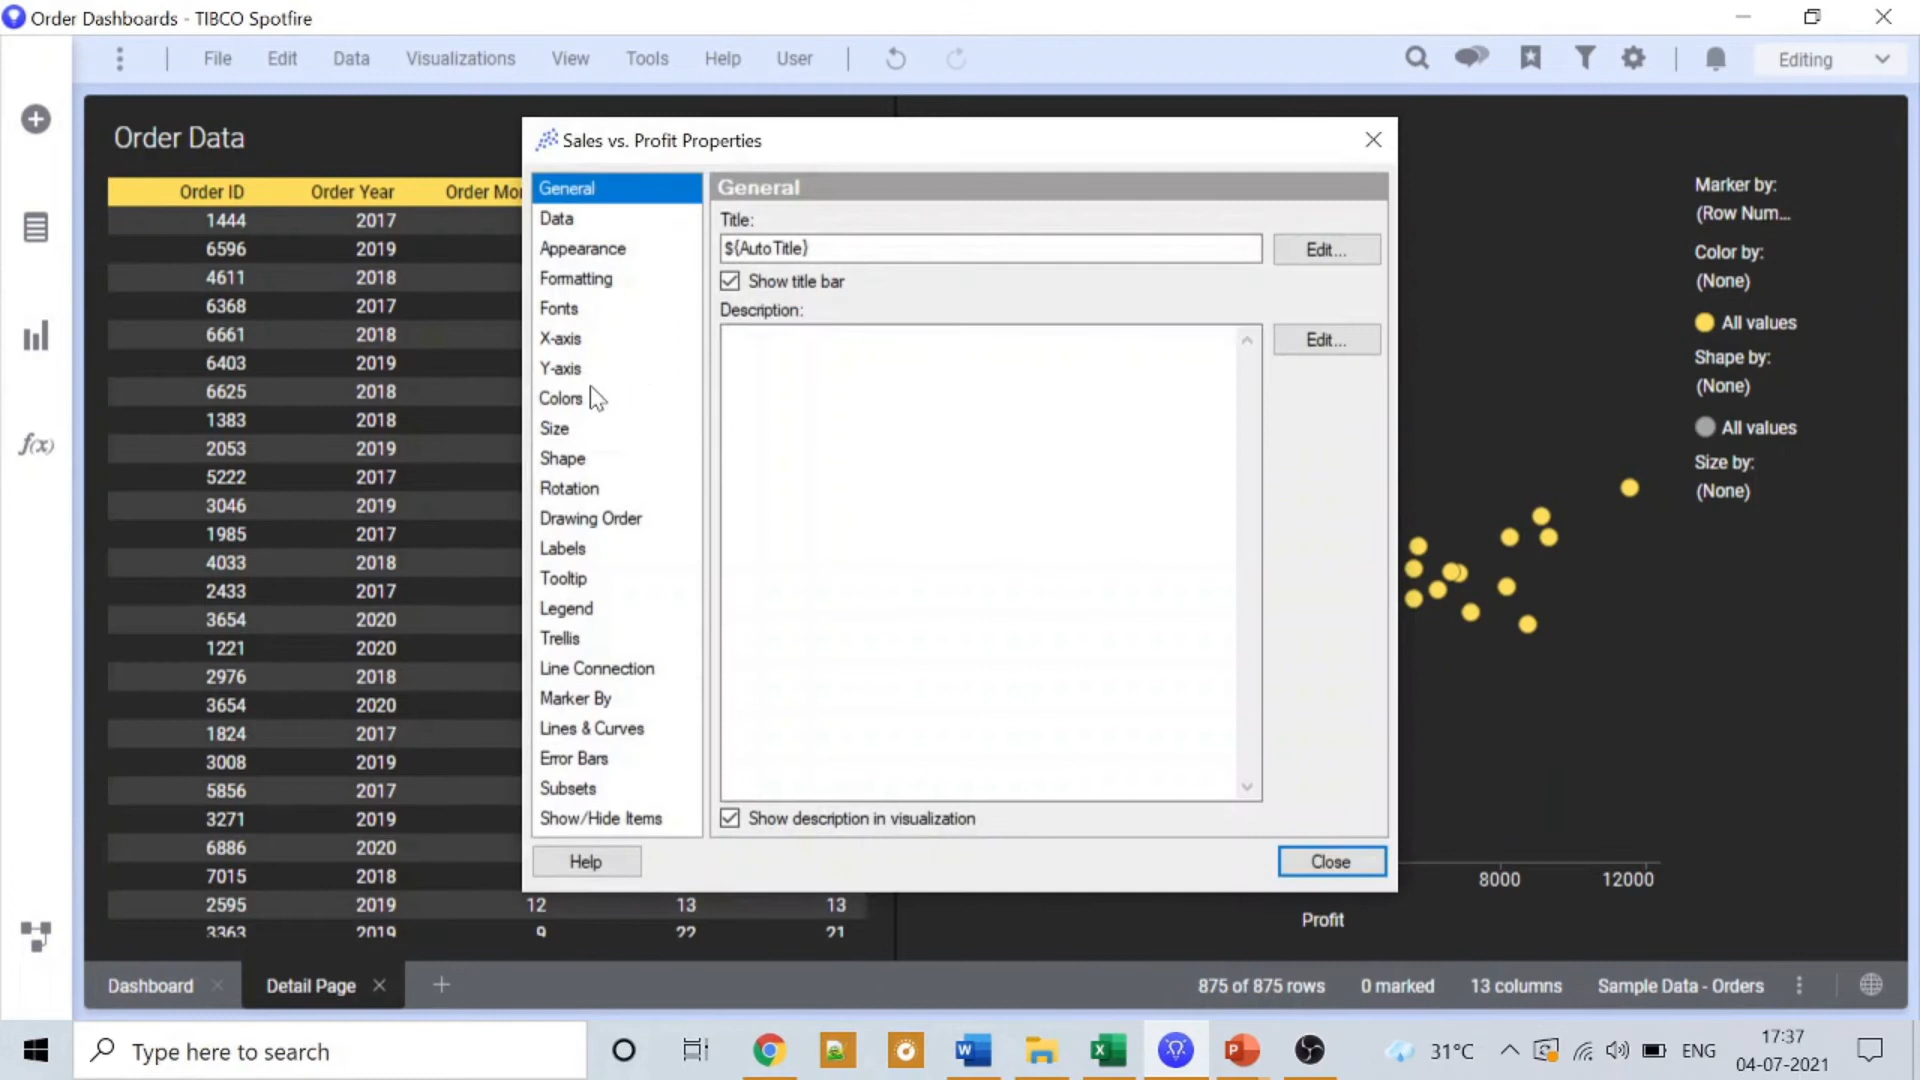 Order Dashboards - TIBCO Spotfire
File Edit Data Visualizations View Tools Help User Editing
Order Data
Order ID Order Year Order Mo
1444 2017
6596 2019
4611 2018
6368 2017
6661 2018
6403 2019
6625 2018
1383 2018
2053 2019
5222 2017
3046 2019
1985 2017
4033 2018
2433 2017
3654 2020
1221 2020
2976 2018
3654 2020
1824 2017
3008 2019
5856 2017
3271 2019
6886 2020
7015 2018
2595 2019 12 13 13
3363 2019 9 22 21
f(x)
Sales vs. Profit Properties
General
Data
Appearance
Formatting
Fonts
X-axis
Y-axis
Colors
Size
Shape
Rotation
Drawing Order
Labels
Tooltip
Legend
Trellis
Line Connection
Marker By
Lines & Curves
Error Bars
Subsets
Show/Hide Items
General
Title:
${AutoTitle}
Edit...
Show title bar
Description:
Edit...
Show description in visualization
Help
Close
Marker by:
(Row Num...
Color by:
(None)
All values
Shape by:
(None)
All values
Size by:
(None)
8000 12000
Profit
Dashboard Detail Page
875 of 875 rows 0 marked 13 columns Sample Data - Orders
Type here to search
31°C ENG
17:37
04-07-2021